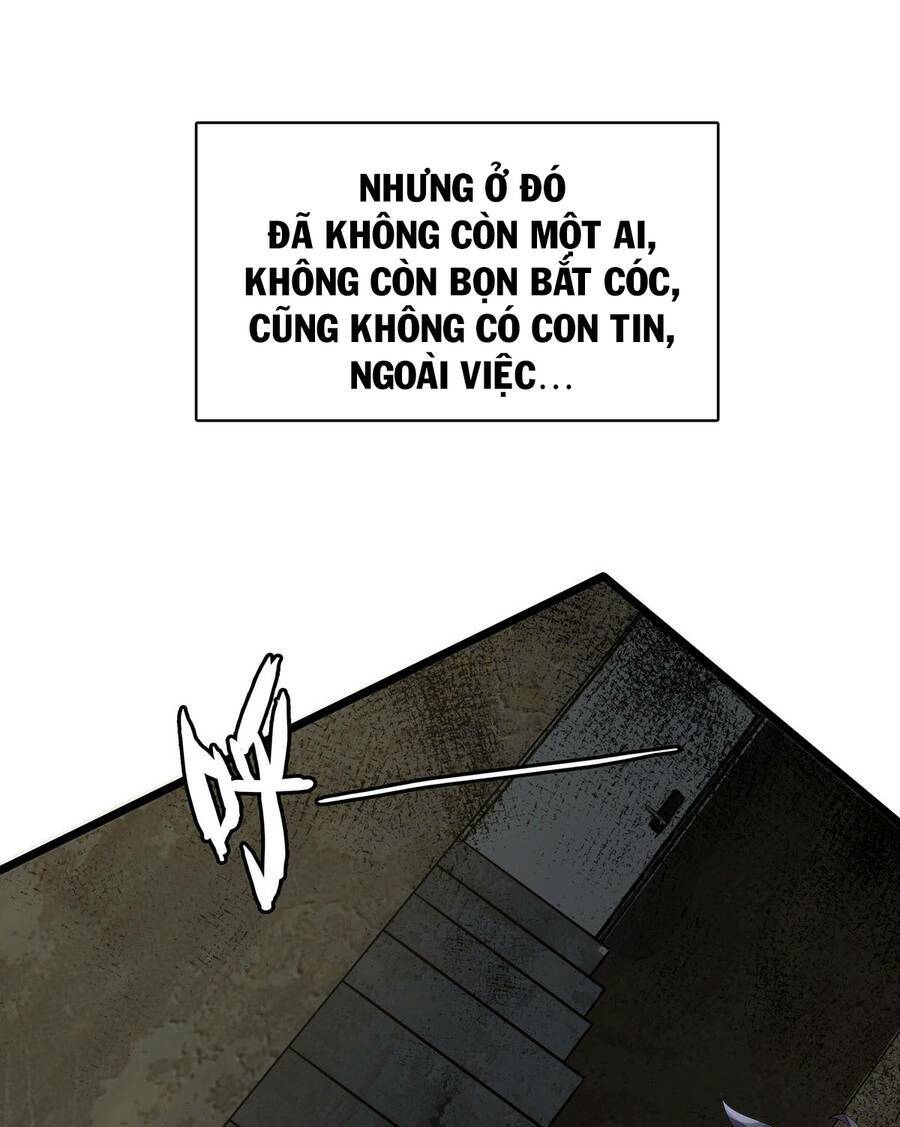 NHƯNG Ở ĐÓ
ĐÃ KHÔNG CÒN MỘT AI,
KHÔNG CÒN BỌN BẮT CÓC,
CŨNG KHÔNG CÓ CON TIN,
NGOÀI VIỆC...
呼—